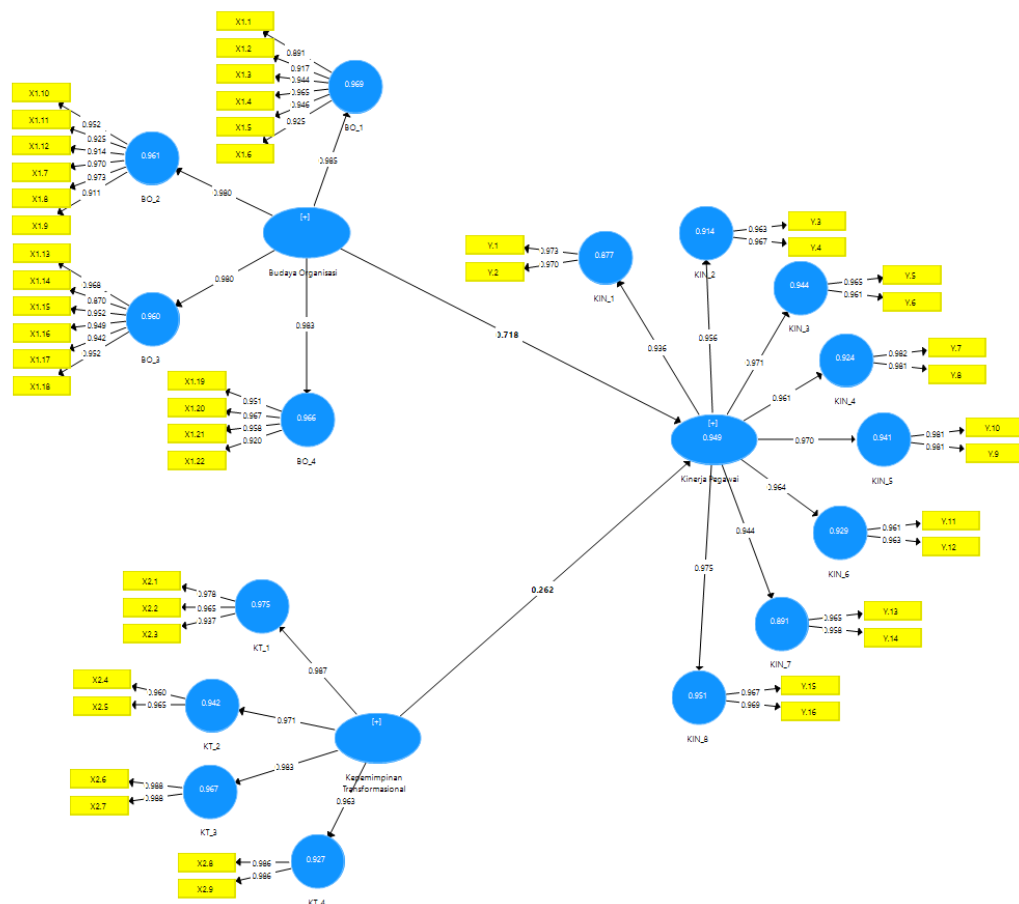 X1.1
X1.2
X1.3
X1.4
X1.5
X1.6
0.891
0.917
0.944
0.965
0.946
0.925
0.969
BO_1
0.985
X1.10
X1.11
X1.12
X1.7
X1.8
X1.9
0.952
0.925
0.914
0.970
0.973
0.911
0.961
BO_2
0.980
X1.13
X1.14
X1.15
X1.16
X1.17
X1.18
0.968
0.870
0.952
0.949
0.942
0.952
0.960
BO_3
0.980
[+]
Budaya Organisasi
0.983
X1.19
X1.20
X1.21
X1.22
0.951
0.967
0.958
0.920
0.966
BO_4
0.718
Y.1
Y.2
0.973
0.970
0.877
KIN_1
0.936
0.914
KIN_2
0.963
0.967
Y.3
Y.4
0.956
0.944
KIN_3
0.965
0.961
Y.5
Y.6
0.971
0.924
KIN_4
0.982
0.981
Y.7
Y.8
0.961
[+]
0.949
Kinerja Pegawai
0.970
0.941
KIN_5
0.981
0.981
Y.10
Y.9
0.964
0.929
KIN_6
0.961
0.963
Y.11
Y.12
0.944
0.891
KIN_7
0.965
0.958
Y.13
Y.14
0.975
0.951
KIN_8
0.967
0.969
Y.15
Y.16
0.262
X2.1
X2.2
X2.3
0.978
0.965
0.937
0.975
KT_1
0.987
X2.4
X2.5
0.960
0.965
0.942
KT_2
0.971
[+]
Kepemimpinan
Transformasional
X2.6
X2.7
0.988
0.988
0.967
KT_3
0.983
0.963
X2.8
X2.9
0.986
0.986
0.927
KT_4